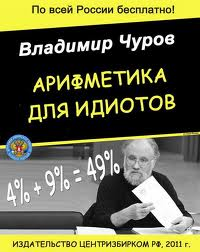 По всей России бесплатно!
Владимир Чуров
АРИФМЕТИКА
ДЛЯ ИДИОТОВ
4% + 9% = 49%
ИЗДАТЕЛЬСТВО ЦЕНТРИЗБИРКОМ РФ, 2011 г.